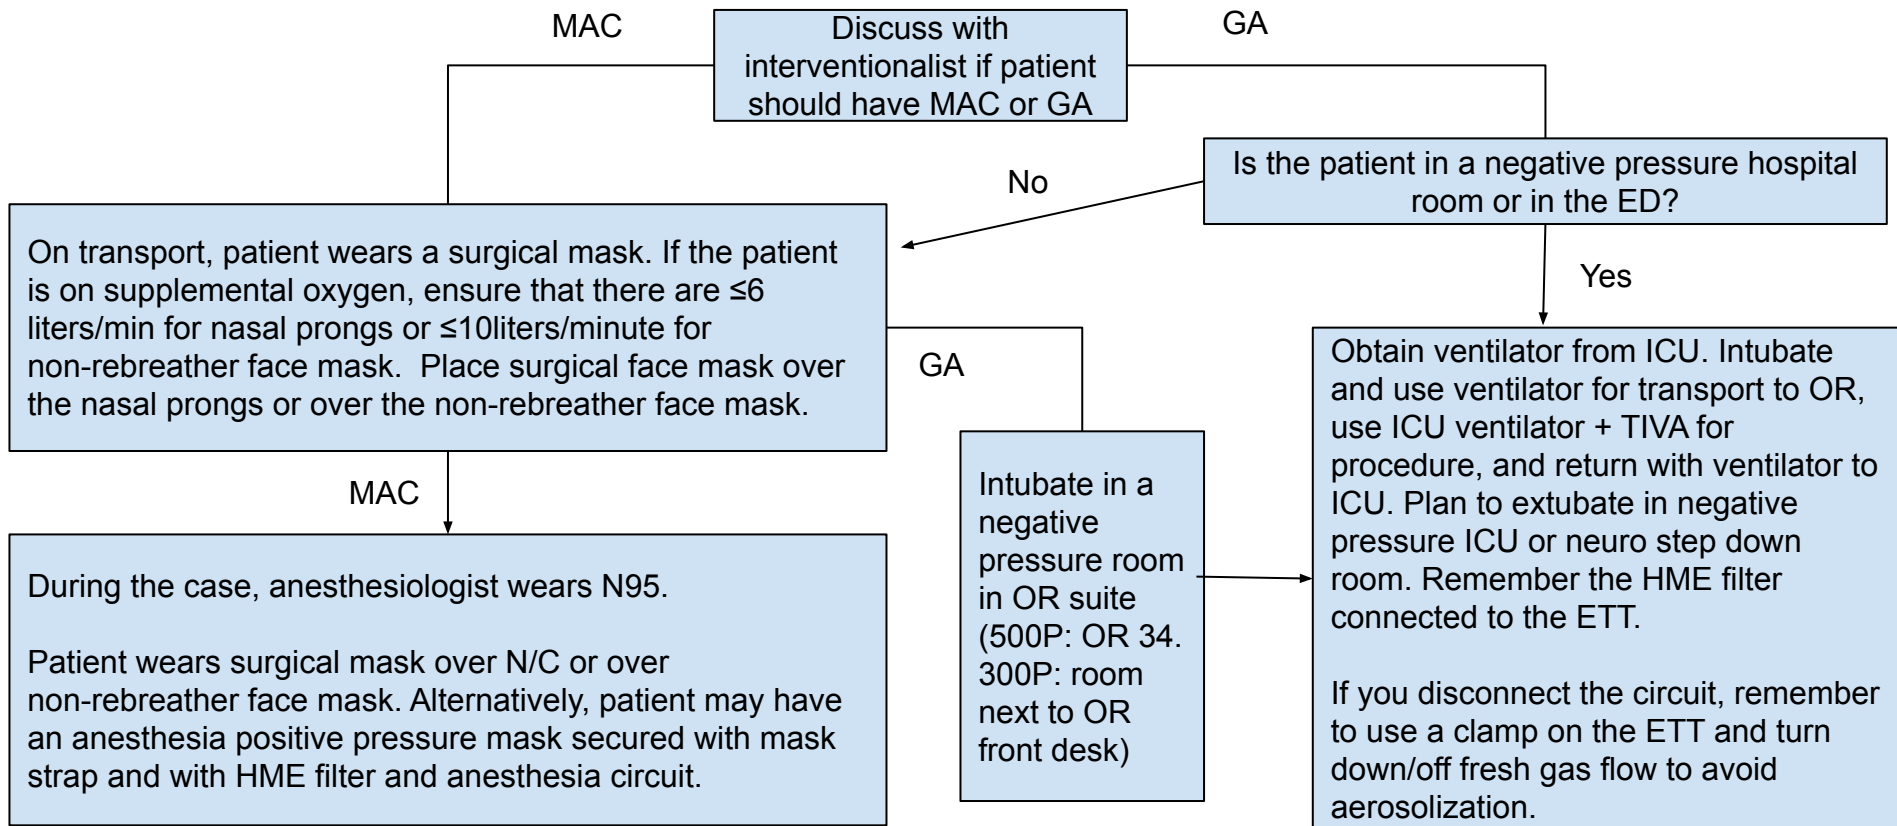 MAC
Discuss with
interventionalist if patient
should have MAC or GA
GA
Is the patient in a negative pressure hospital
room or in the ED?
No
Yes
On transport, patient wears a surgical mask. If the patient
is on supplemental oxygen, ensure that there are ≤6
liters/min for nasal prongs or ≤10liters/minute for
non-rebreather face mask.  Place surgical face mask over
the nasal prongs or over the non-rebreather face mask.
GA
MAC
During the case, anesthesiologist wears N95.
Patient wears surgical mask over N/C or over
non-rebreather face mask. Alternatively, patient may have
an anesthesia positive pressure mask secured with mask
strap and with HME filter and anesthesia circuit.
Intubate in a
negative
pressure room
in OR suite
(500P: OR 34.
300P: room
next to OR
front desk)
Obtain ventilator from ICU. Intubate
and use ventilator for transport to OR,
use ICU ventilator + TIVA for
procedure, and return with ventilator to
ICU. Plan to extubate in negative
pressure ICU or neuro step down
room. Remember the HME filter
connected to the ETT.
If you disconnect the circuit, remember
to use a clamp on the ETT and turn
down/off fresh gas flow to avoid
aerosolization.